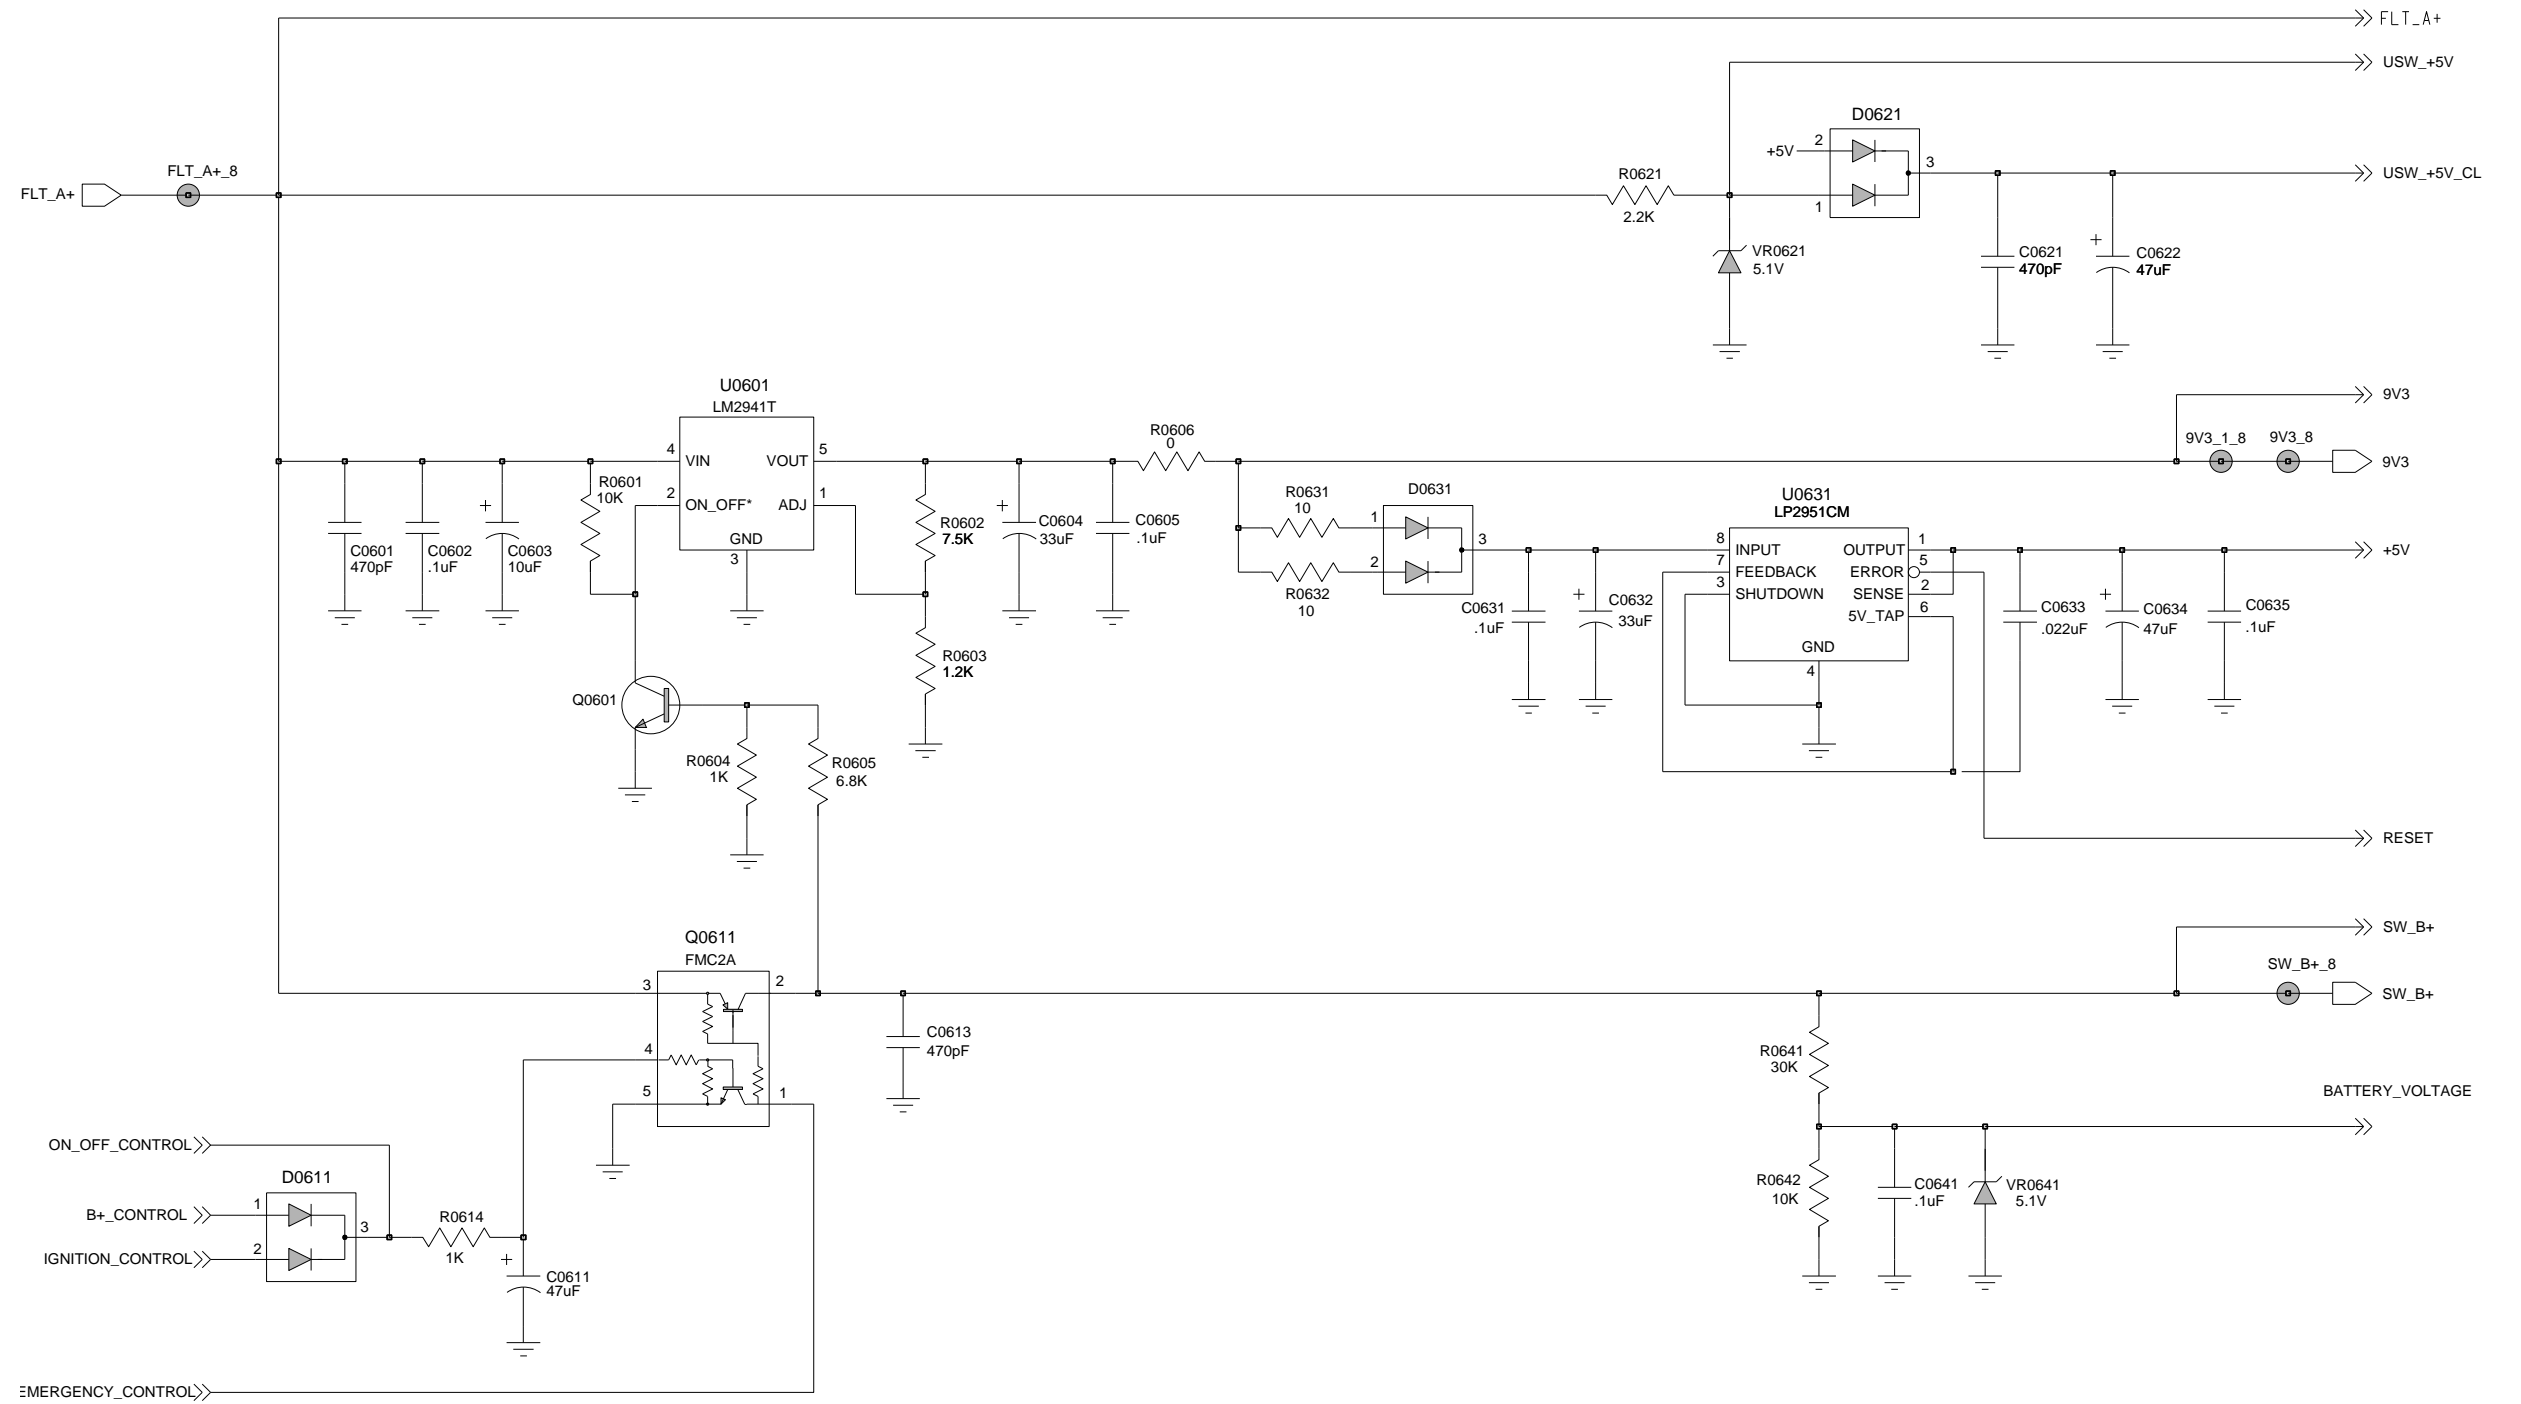 FLT_A+
USW_+5V
D0621
+5V
2
3
1
USW_+5V_CL
FLT_A+_8
FLT_A+
R0621
2.2K
VR0621
5.1V
C0621
470pF
+
C0622
47uF
U0601
LM2941T
4
VIN
VOUT
5
2
ON_OFF*
ADJ
1
GND
3
R0601
10K
C0601
470pF
C0602
.1uF
+
C0603
10uF
R0602
7.5K
+
C0604
33uF
C0605
.1uF
R0606
0
9V3
9V3_1_8
9V3_8
9V3
R0631
10
D0631
1
2
3
R0632
10
U0631
LP2951CM
8
INPUT
OUTPUT
1
7
FEEDBACK
ERROR
5
3
SHUTDOWN
SENSE
2
5V_TAP
6
GND
4
+5V
C0631
.1uF
+
C0632
33uF
C0633
.022uF
+
C0634
47uF
C0635
.1uF
R0603
1.2K
Q0601
R0604
1K
R0605
6.8K
RESET
Q0611
FMC2A
3
2
4
5
1
SW_B+
SW_B+_8
SW_B+
C0613
470pF
R0641
30K
BATTERY_VOLTAGE
R0642
10K
C0641
.1uF
VR0641
5.1V
ON_OFF_CONTROL
D0611
B+_CONTROL
1
3
IGNITION_CONTROL
2
R0614
1K
+
C0611
47uF
EMERGENCY_CONTROL